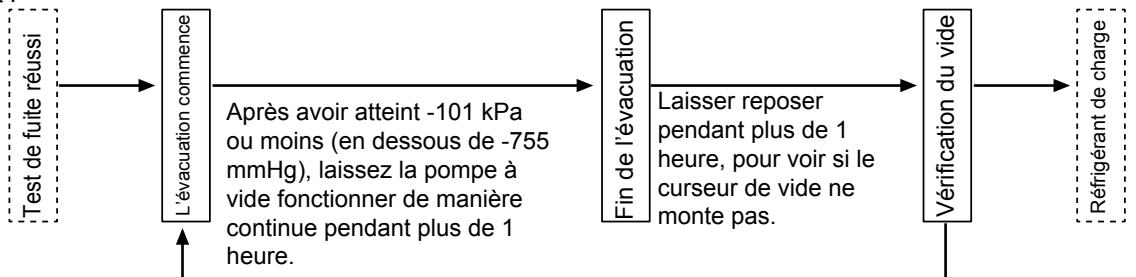 Test de fuite réussi
L'évacuation commence
Après avoir atteint -101 kPa
ou moins (en dessous de -755
mmHg), laissez la pompe à
vide fonctionner de manière
continue pendant plus de 1
heure.
Fin de l'évacuation
Laisser reposer
pendant plus de 1
heure, pour voir si le
curseur de vide ne
monte pas.
Vérification du vide
Réfrigérant de charge